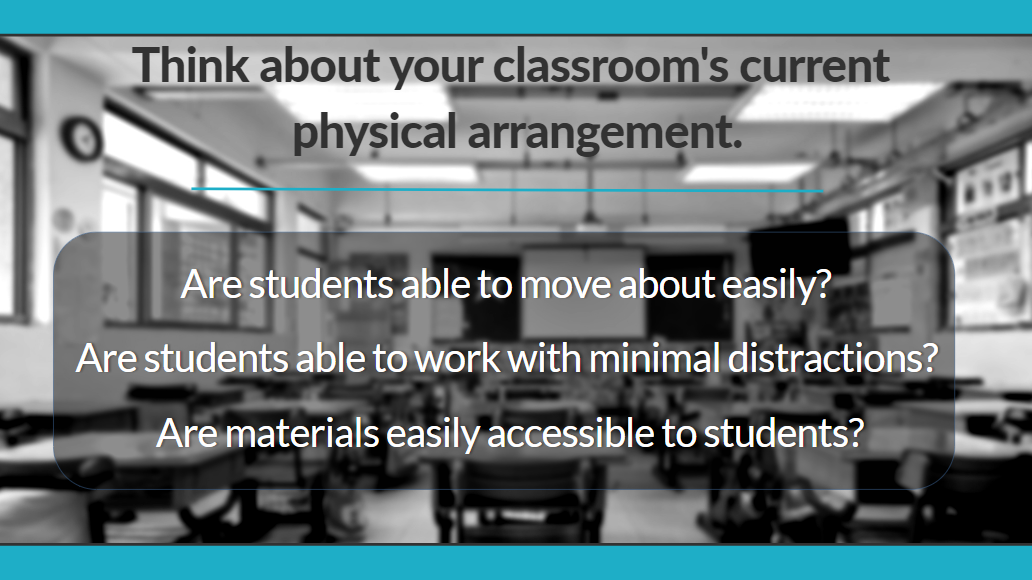 Think about your classroom's current
physical arrangement.
Are students able to move about easily?
Are students able to work with minimal distractions?
Are materials easily accessible to students?